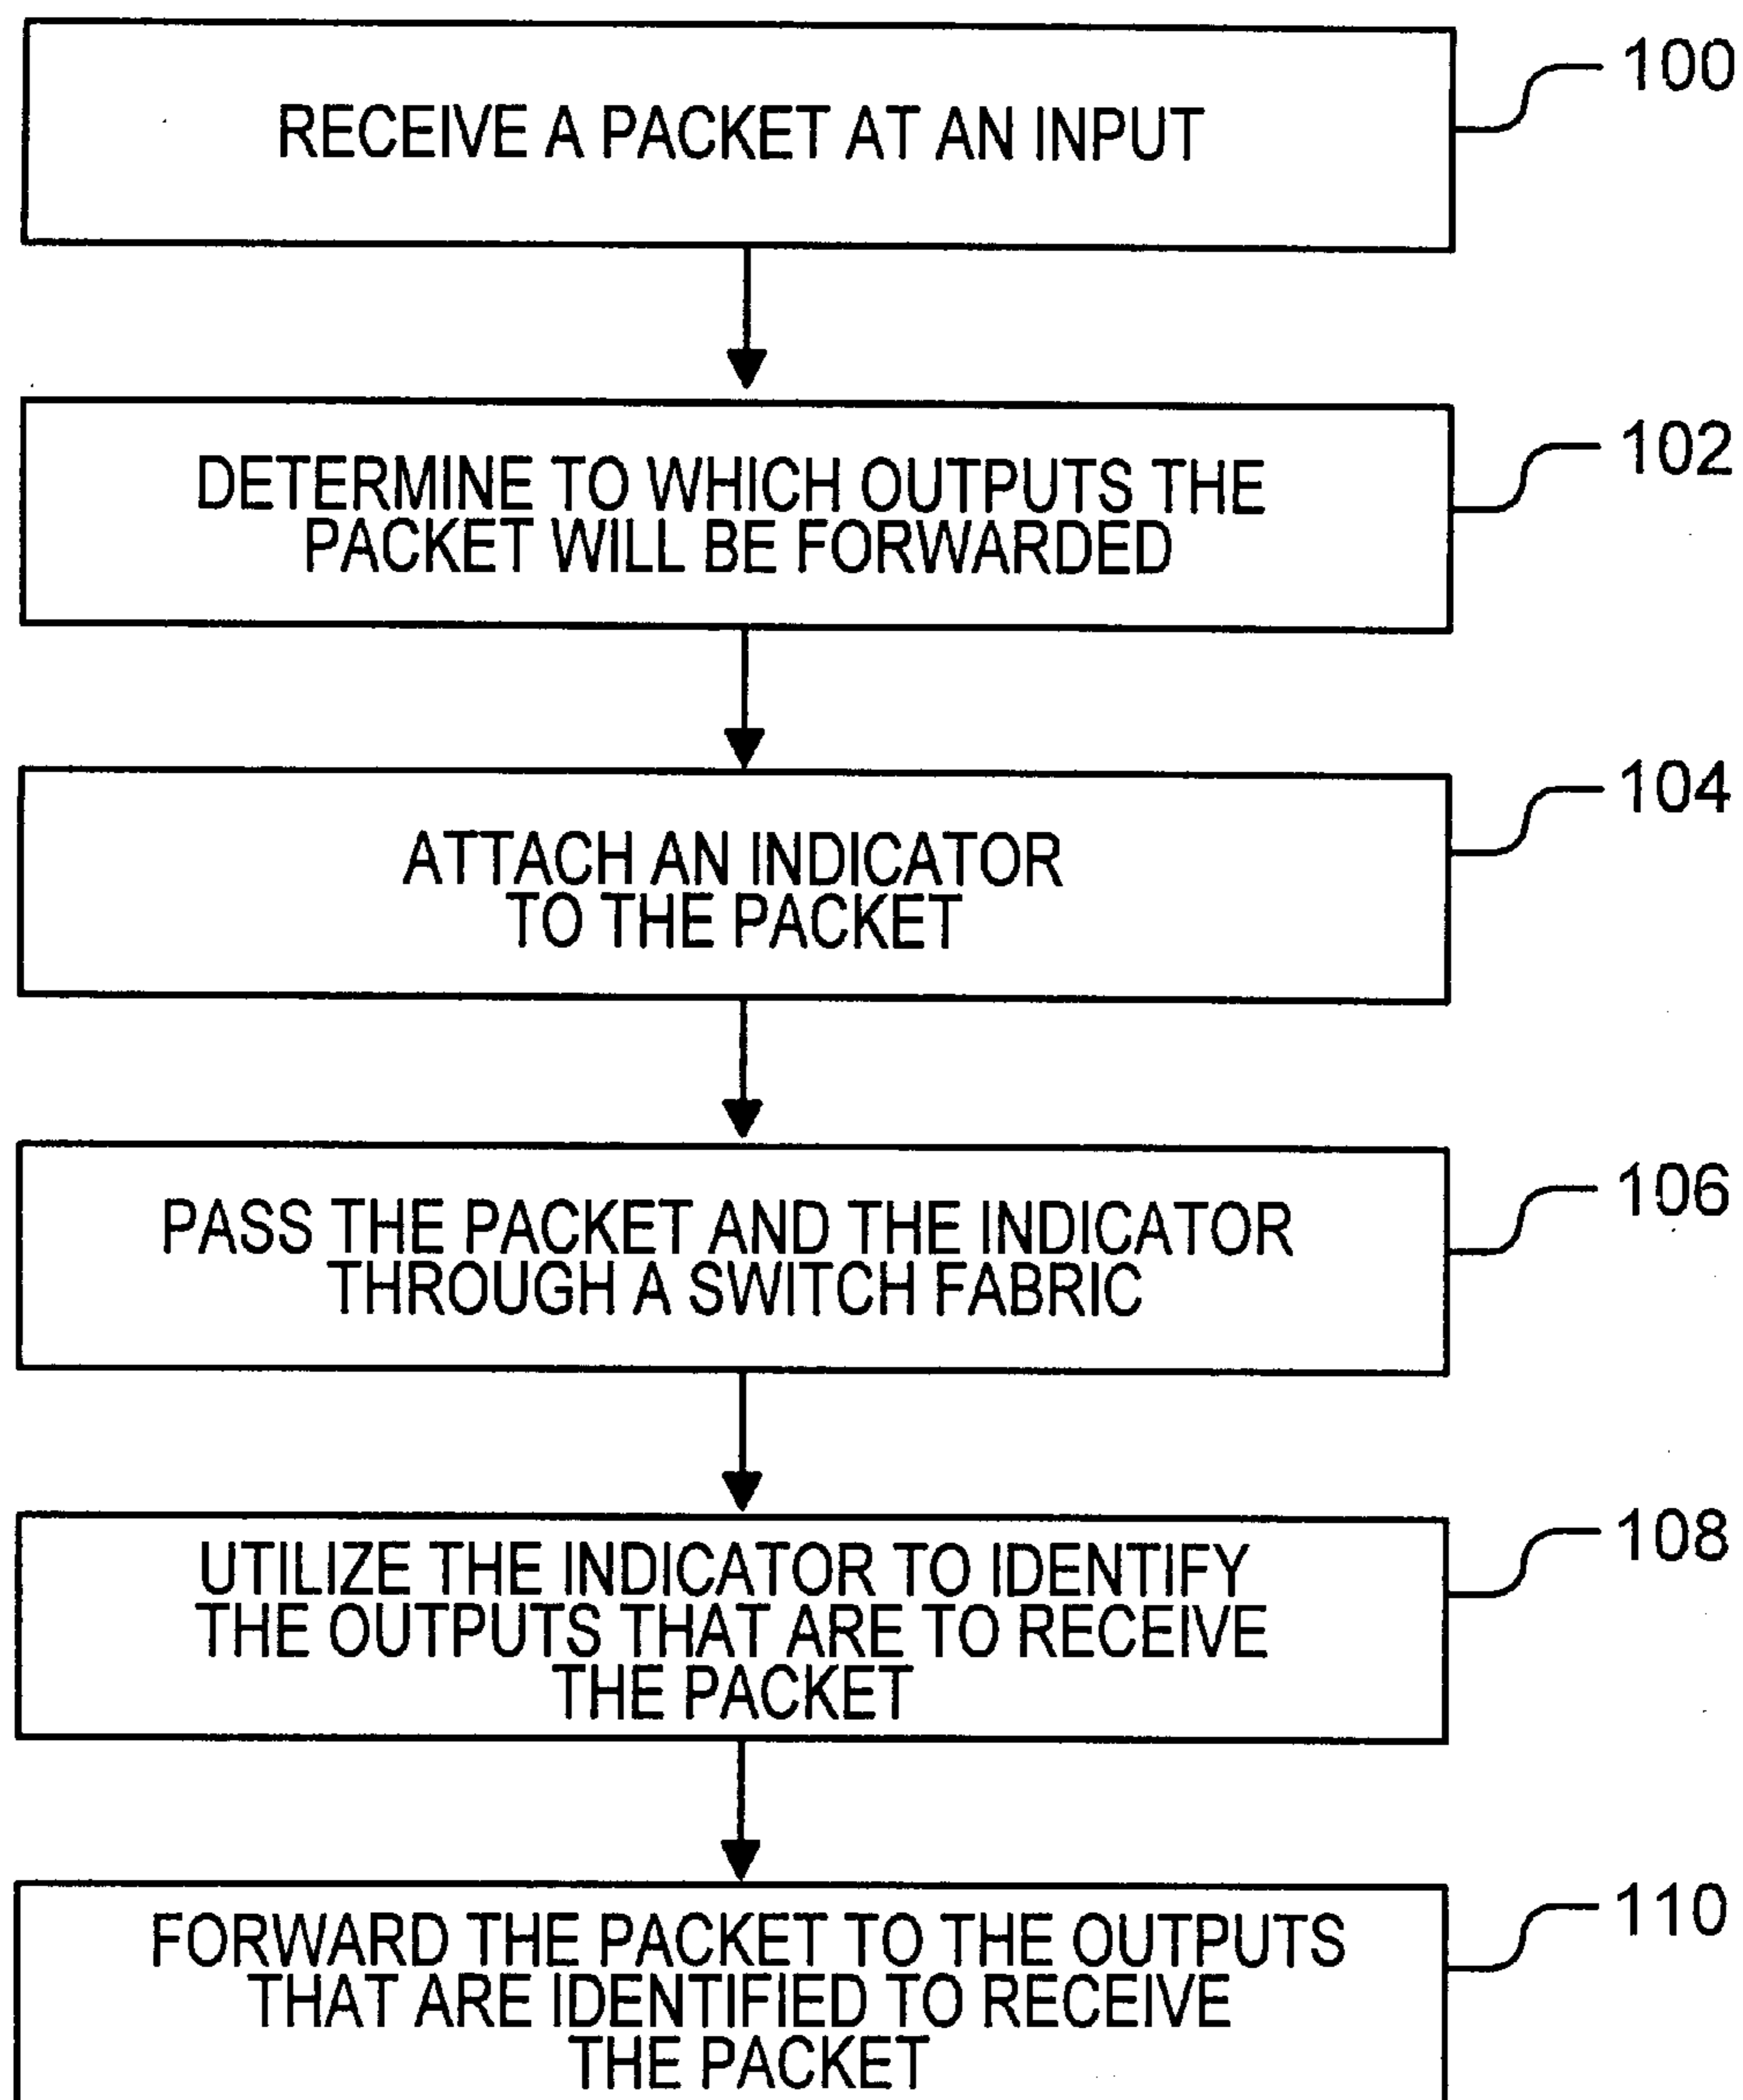 RECEIVE A PACKET AT AN INPUT
100
DETERMINE TO WHICH OUTPUTS THE
PACKET WILL BE FORWARDED
102
ATTACH AN INDICATOR
TO THE PACKET
104
PASS THE PACKET AND THE INDICATOR
THROUGH A SWITCH FABRIC
106
UTILIZE THE INDICATOR TO IDENTIFY
THE OUTPUTS THAT ARE TO RECEIVE
THE PACKET
108
FORWARD THE PACKET TO THE OUTPUTS
THAT ARE IDENTIFIED TO RECEIVE
THE PACKET
110